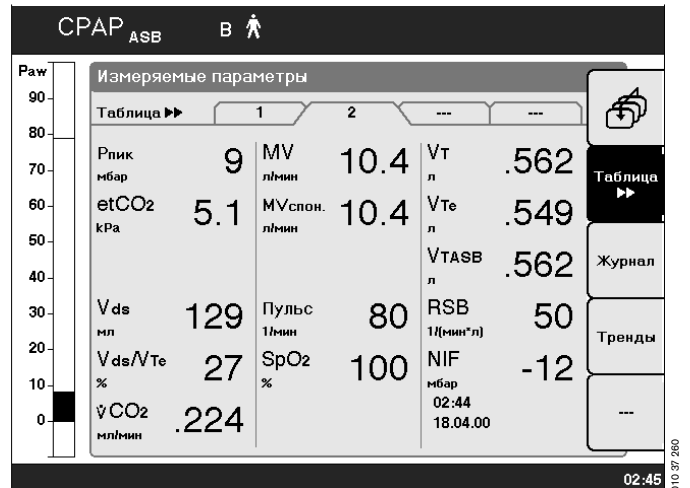 CPAP ASB В
Paw
90
80
70
60
50
40
30
20
10
0
Измеряемые параметры
Таблица ▶▶ 1 2 --- ---
Pпик
мбар
9
etCO2
kPa
5.1
Vds
мл
129
Vds/VTe
%
27
V̇CO2
мл/мин
.224
MV
л/мин
10.4
MVспон.
л/мин
10.4
Пульс
1/мин
80
SpO2
%
100
VT
л
.562
VTe
л
.549
VTASB
л
.562
RSB
1/(мин*л)
50
NIF
мбар
-12
02:44
18.04.00
Таблица
▶▶
Журнал
Тренды
---
02:45
010 37 260